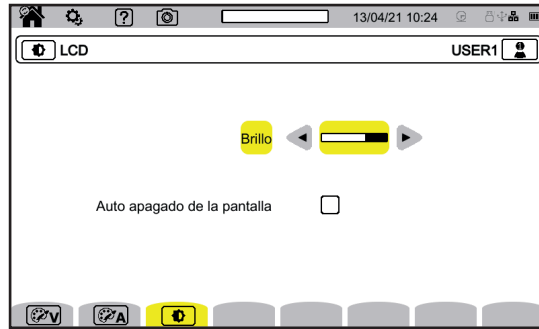 ?
13/04/21 10:24
LCD
USER1
Brillo
Auto apagado de la pantalla
V
A